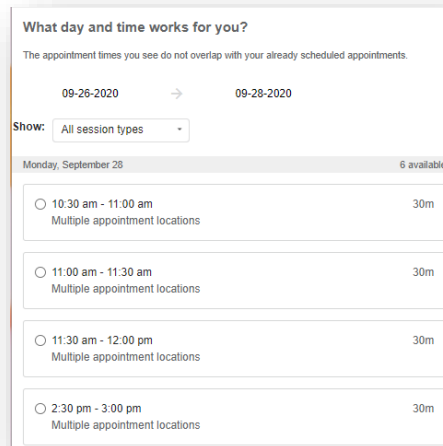 What day and time works for you?
The appointment times you see do not overlap with your already scheduled appointments.
09-26-2020 → 09-28-2020
Show: All session types
Monday, September 28 6 available
10:30 am - 11:00 am 30m
Multiple appointment locations
11:00 am - 11:30 am 30m
Multiple appointment locations
11:30 am - 12:00 pm 30m
Multiple appointment locations
2:30 pm - 3:00 pm 30m
Multiple appointment locations